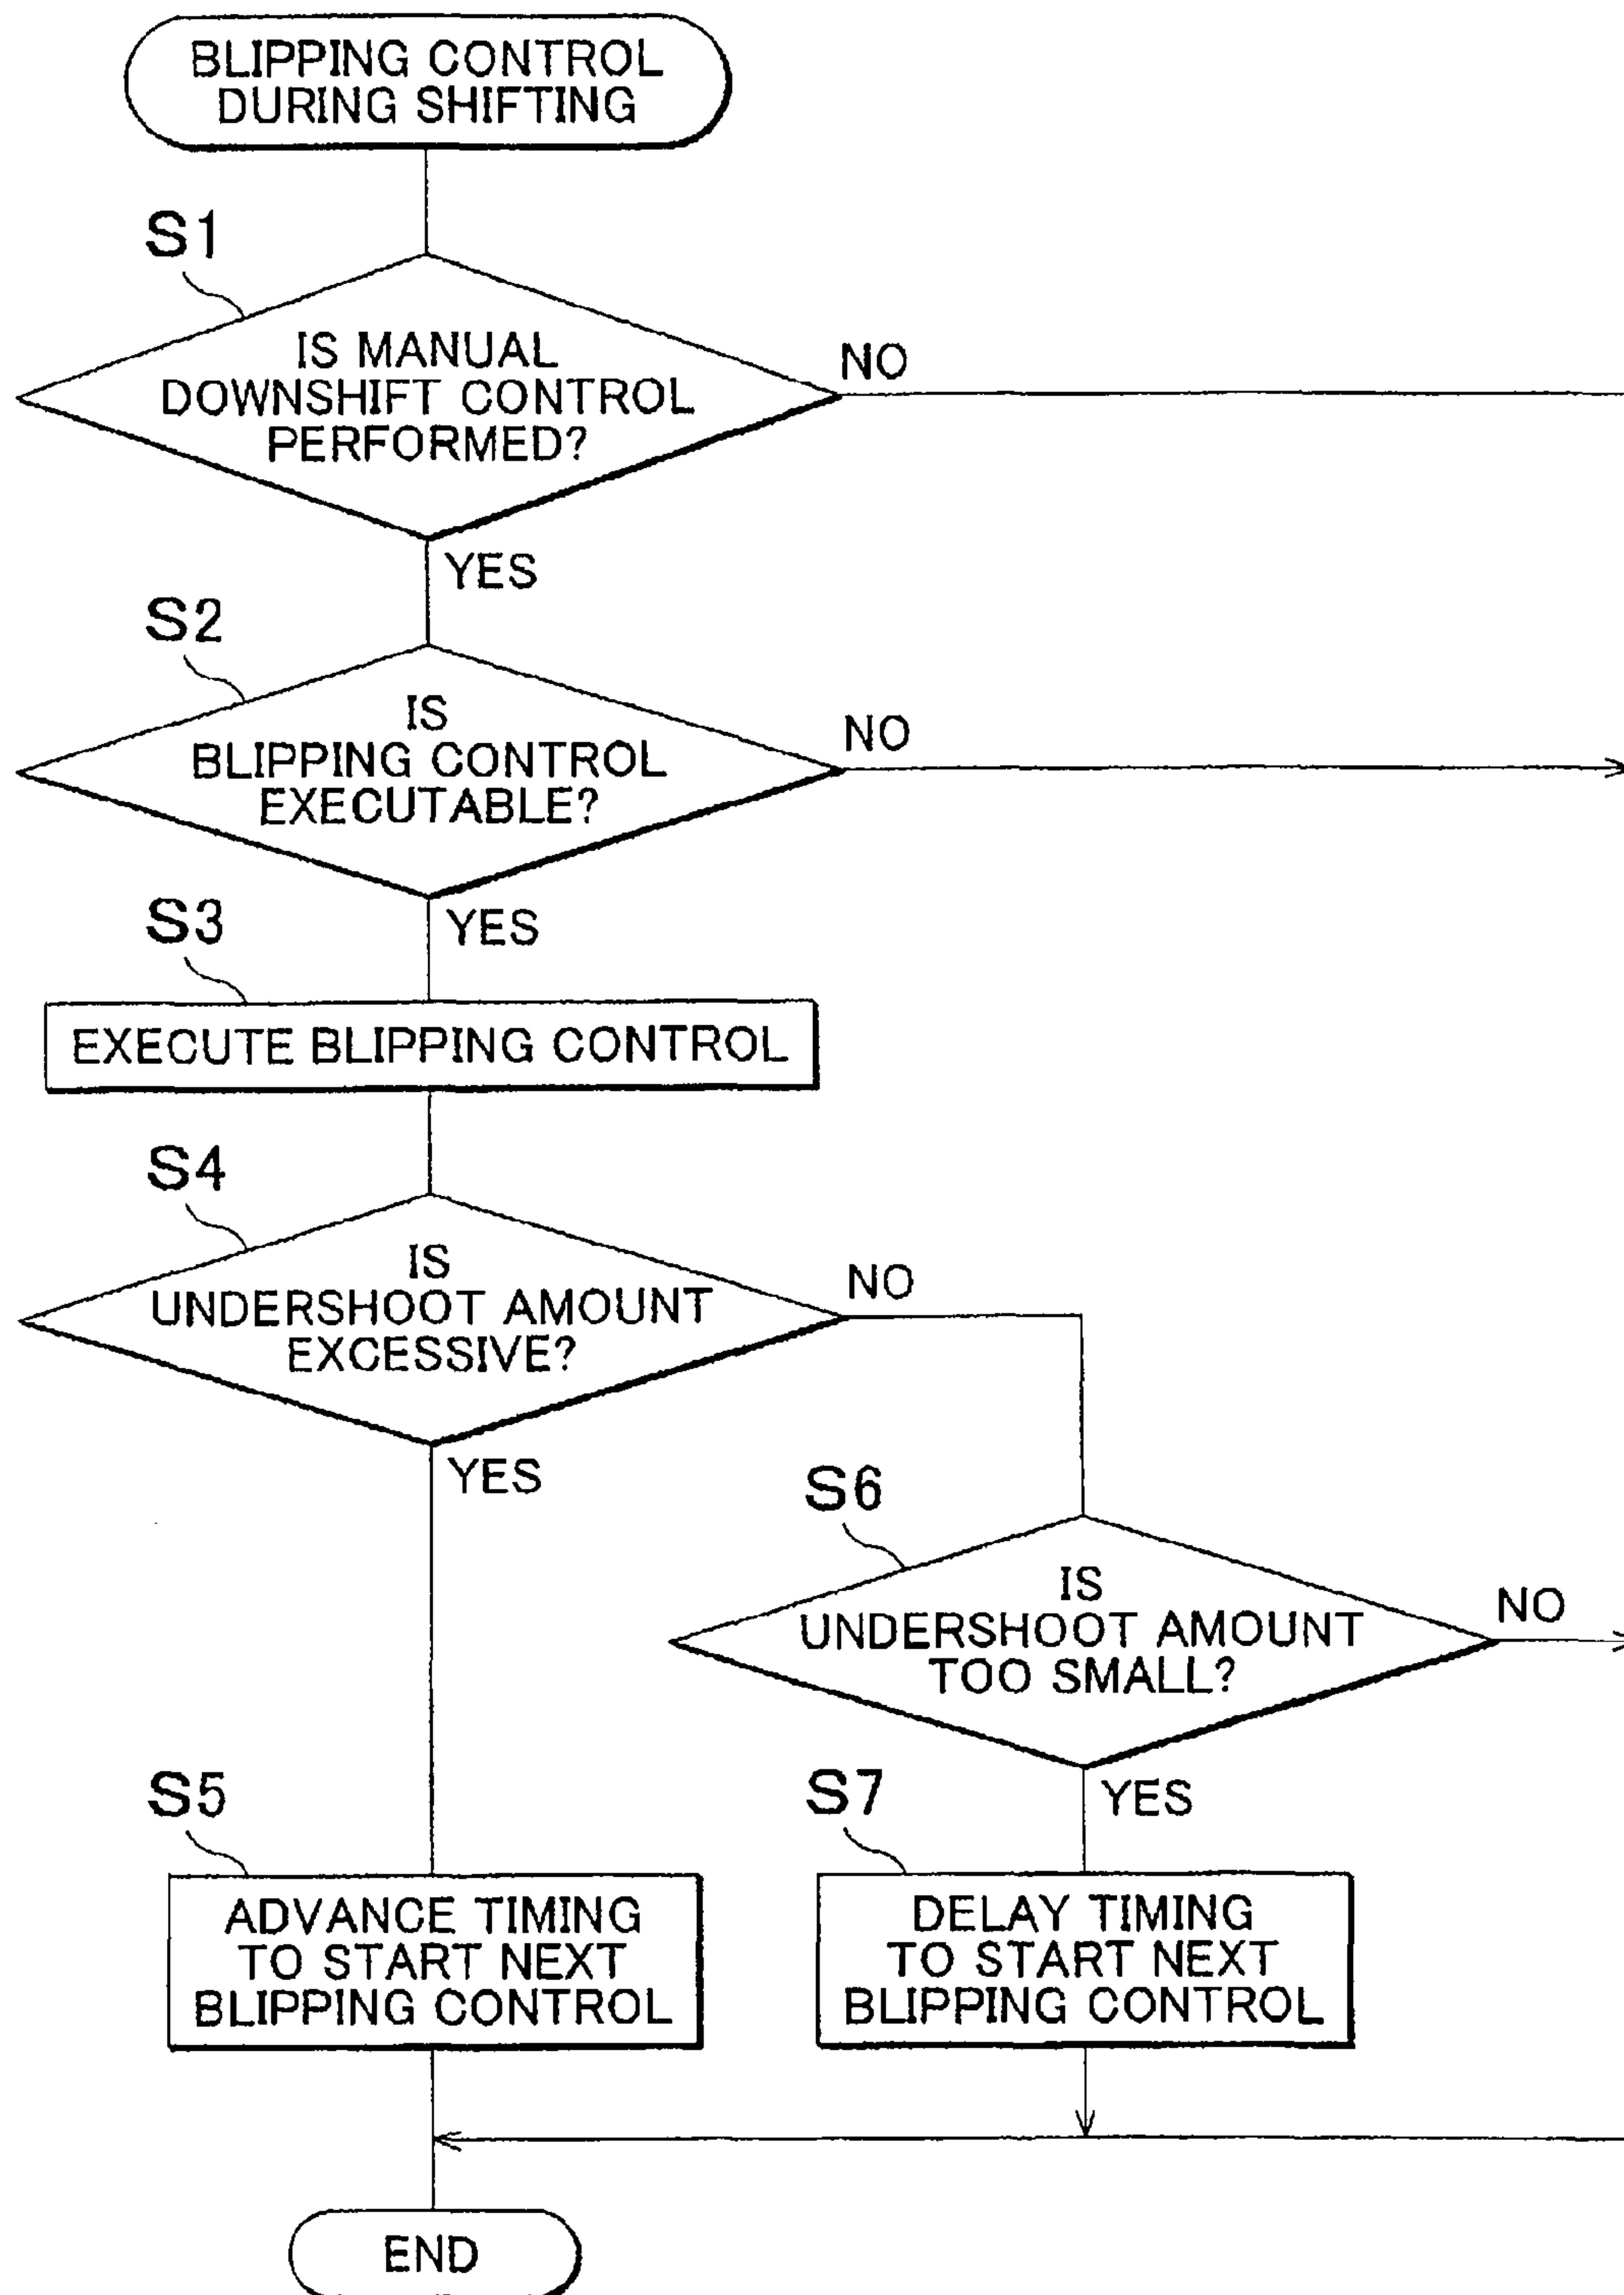 BLIPPING CONTROL
DURING SHIFTING
S1
IS MANUAL
DOWNSHIFT CONTROL
PERFORMED?
NO
YES
S2
IS
BLIPPING CONTROL
EXECUTABLE?
NO
YES
S3
EXECUTE BLIPPING CONTROL
S4
IS
UNDERSHOOT AMOUNT
EXCESSIVE?
NO
YES
S6
IS
UNDERSHOOT AMOUNT
TOO SMALL?
NO
YES
S5
ADVANCE TIMING
TO START NEXT
BLIPPING CONTROL
S7
DELAY TIMING
TO START NEXT
BLIPPING CONTROL
END